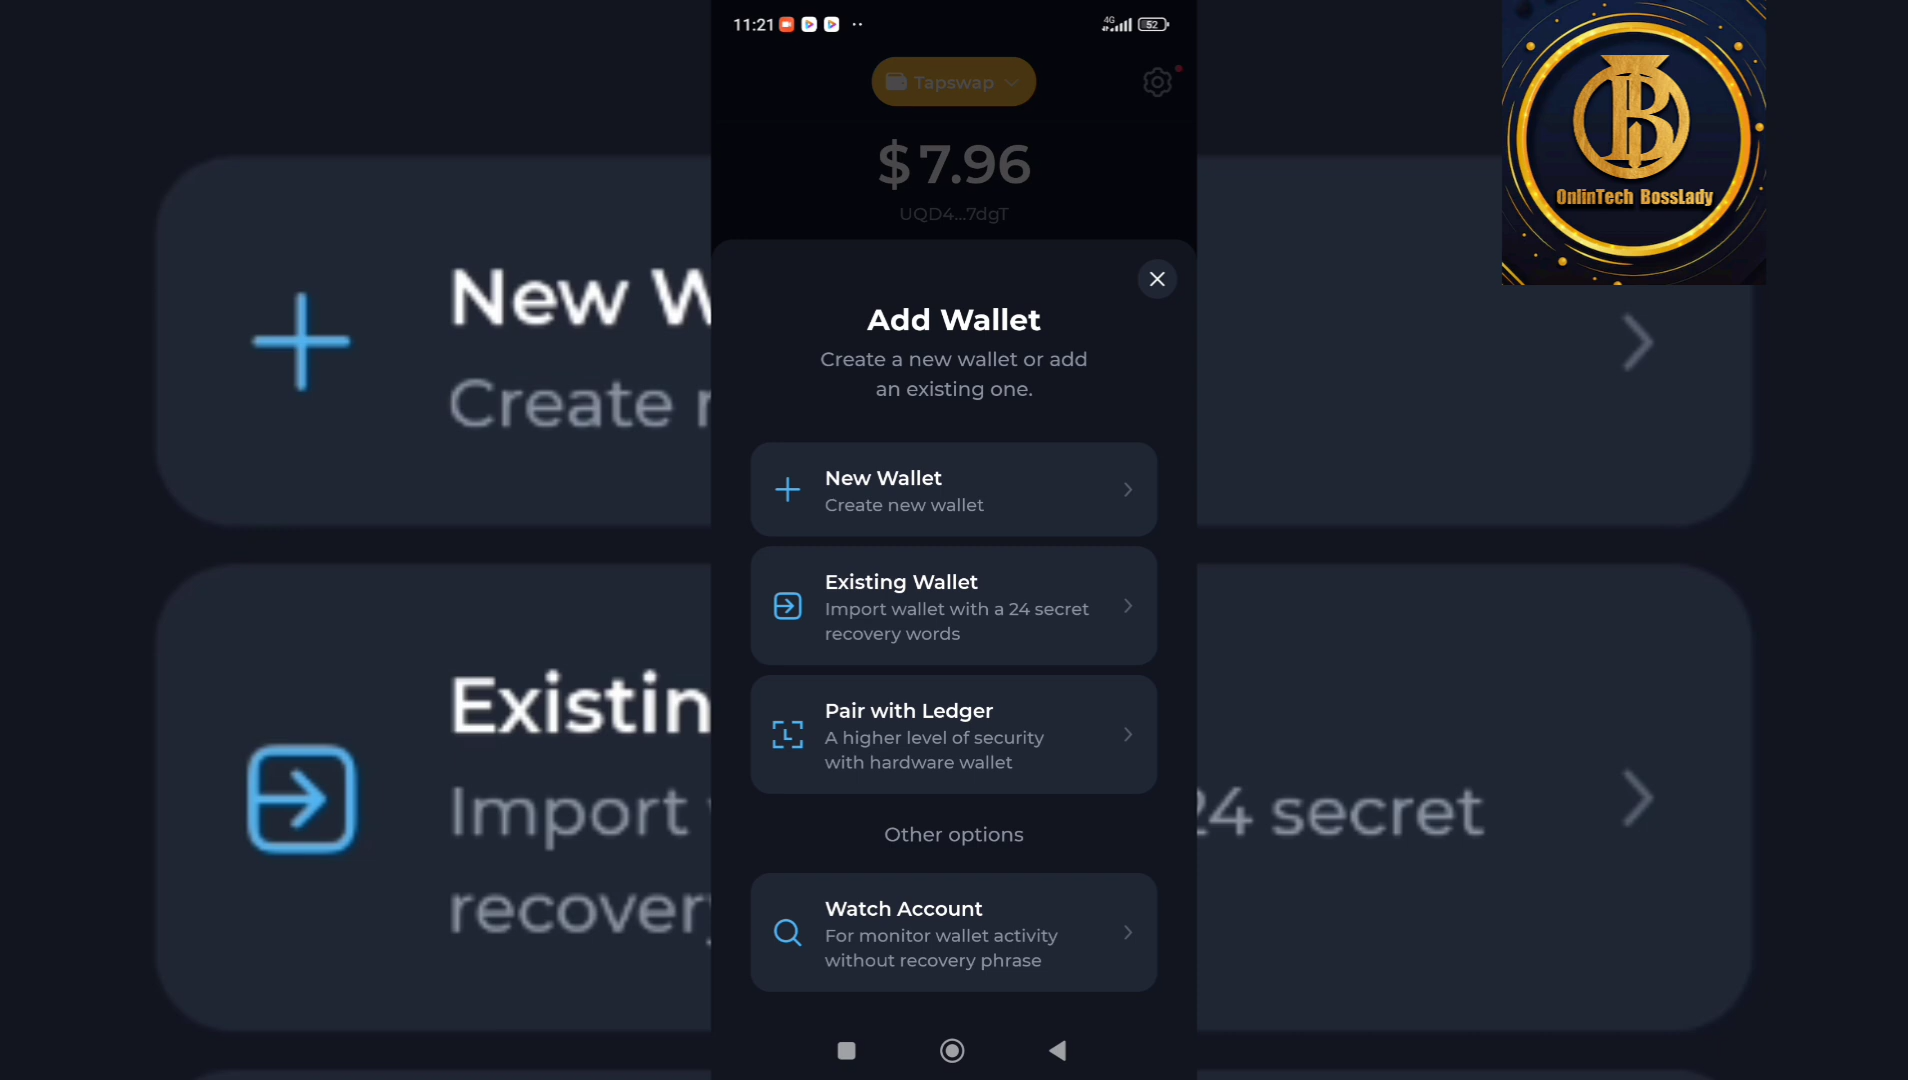 11:21
4G
52
Tapswap
$7.96
UQD4...7dgT
Add Wallet
Create a new wallet or add
an existing one.
New Wallet
Create new wallet
Existing Wallet
Import wallet with a 24 secret
recovery words
Pair with Ledger
A higher level of security
with hardware wallet
Other options
Watch Account
For monitor wallet activity
without recovery phrase
New W
Create
Existin
Import
24 secret
recovery
B
OnlinTech BossLady